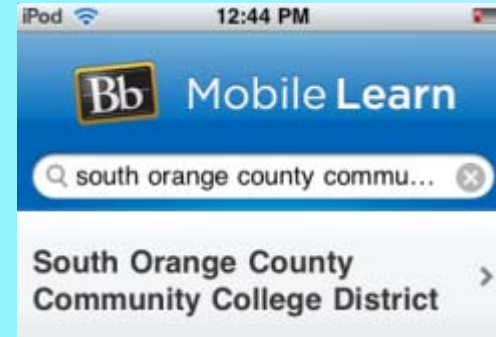 iPod 12:44 PM
Bb Mobile Learn
south orange county commu...
South Orange County
Community College District